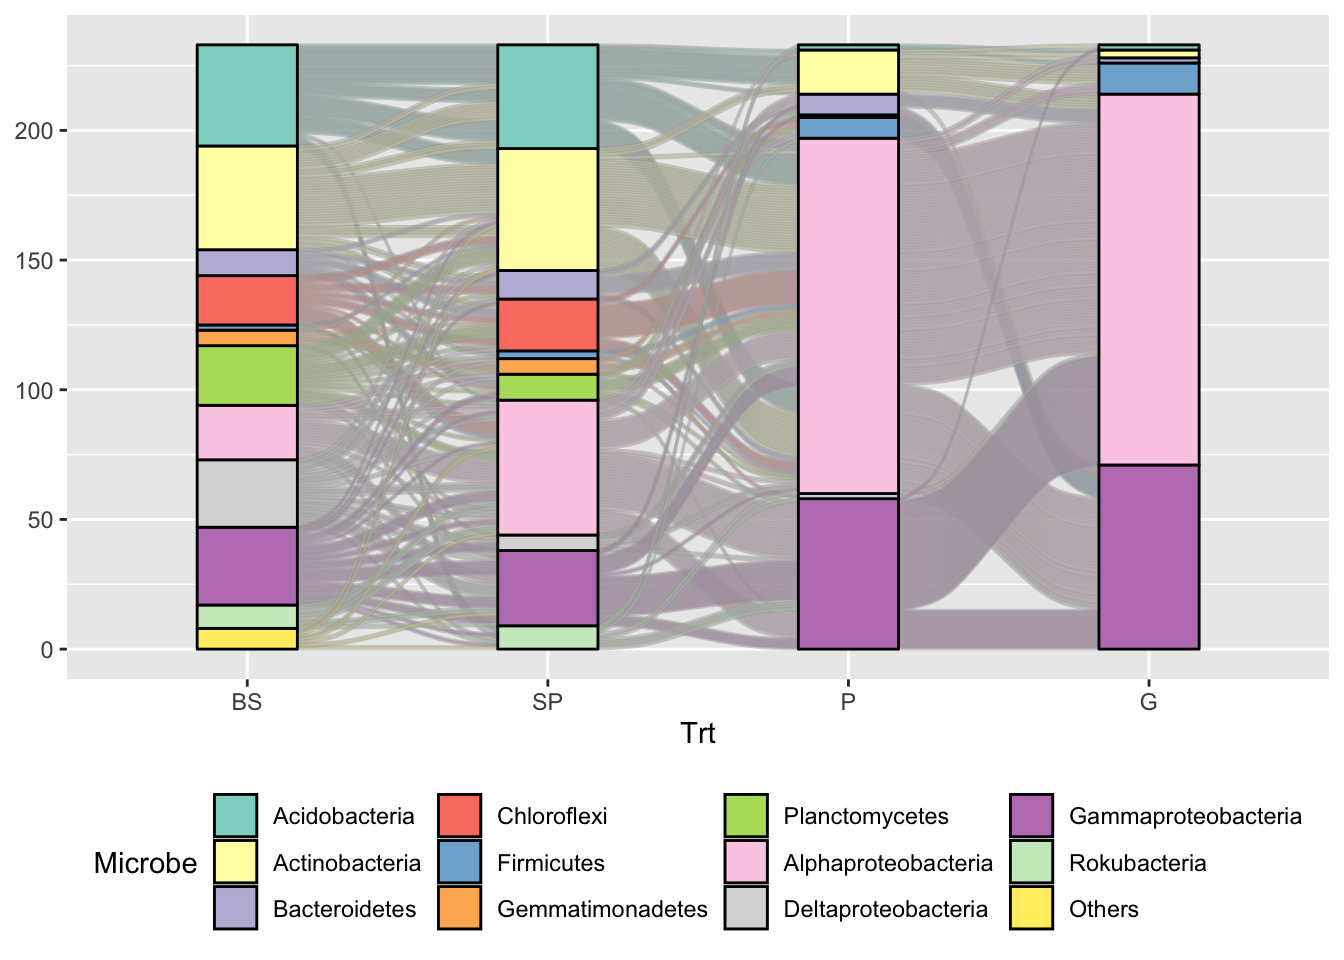 200
150
100
50
0
BS SP P G
Trt
Microbe
Acidobacteria Chloroflexi Planctomycetes Gammaproteobacteria
Actinobacteria Firmicutes Alphaproteobacteria Rokubacteria
Bacteroidetes Gemmatimonadetes Deltaproteobacteria Others